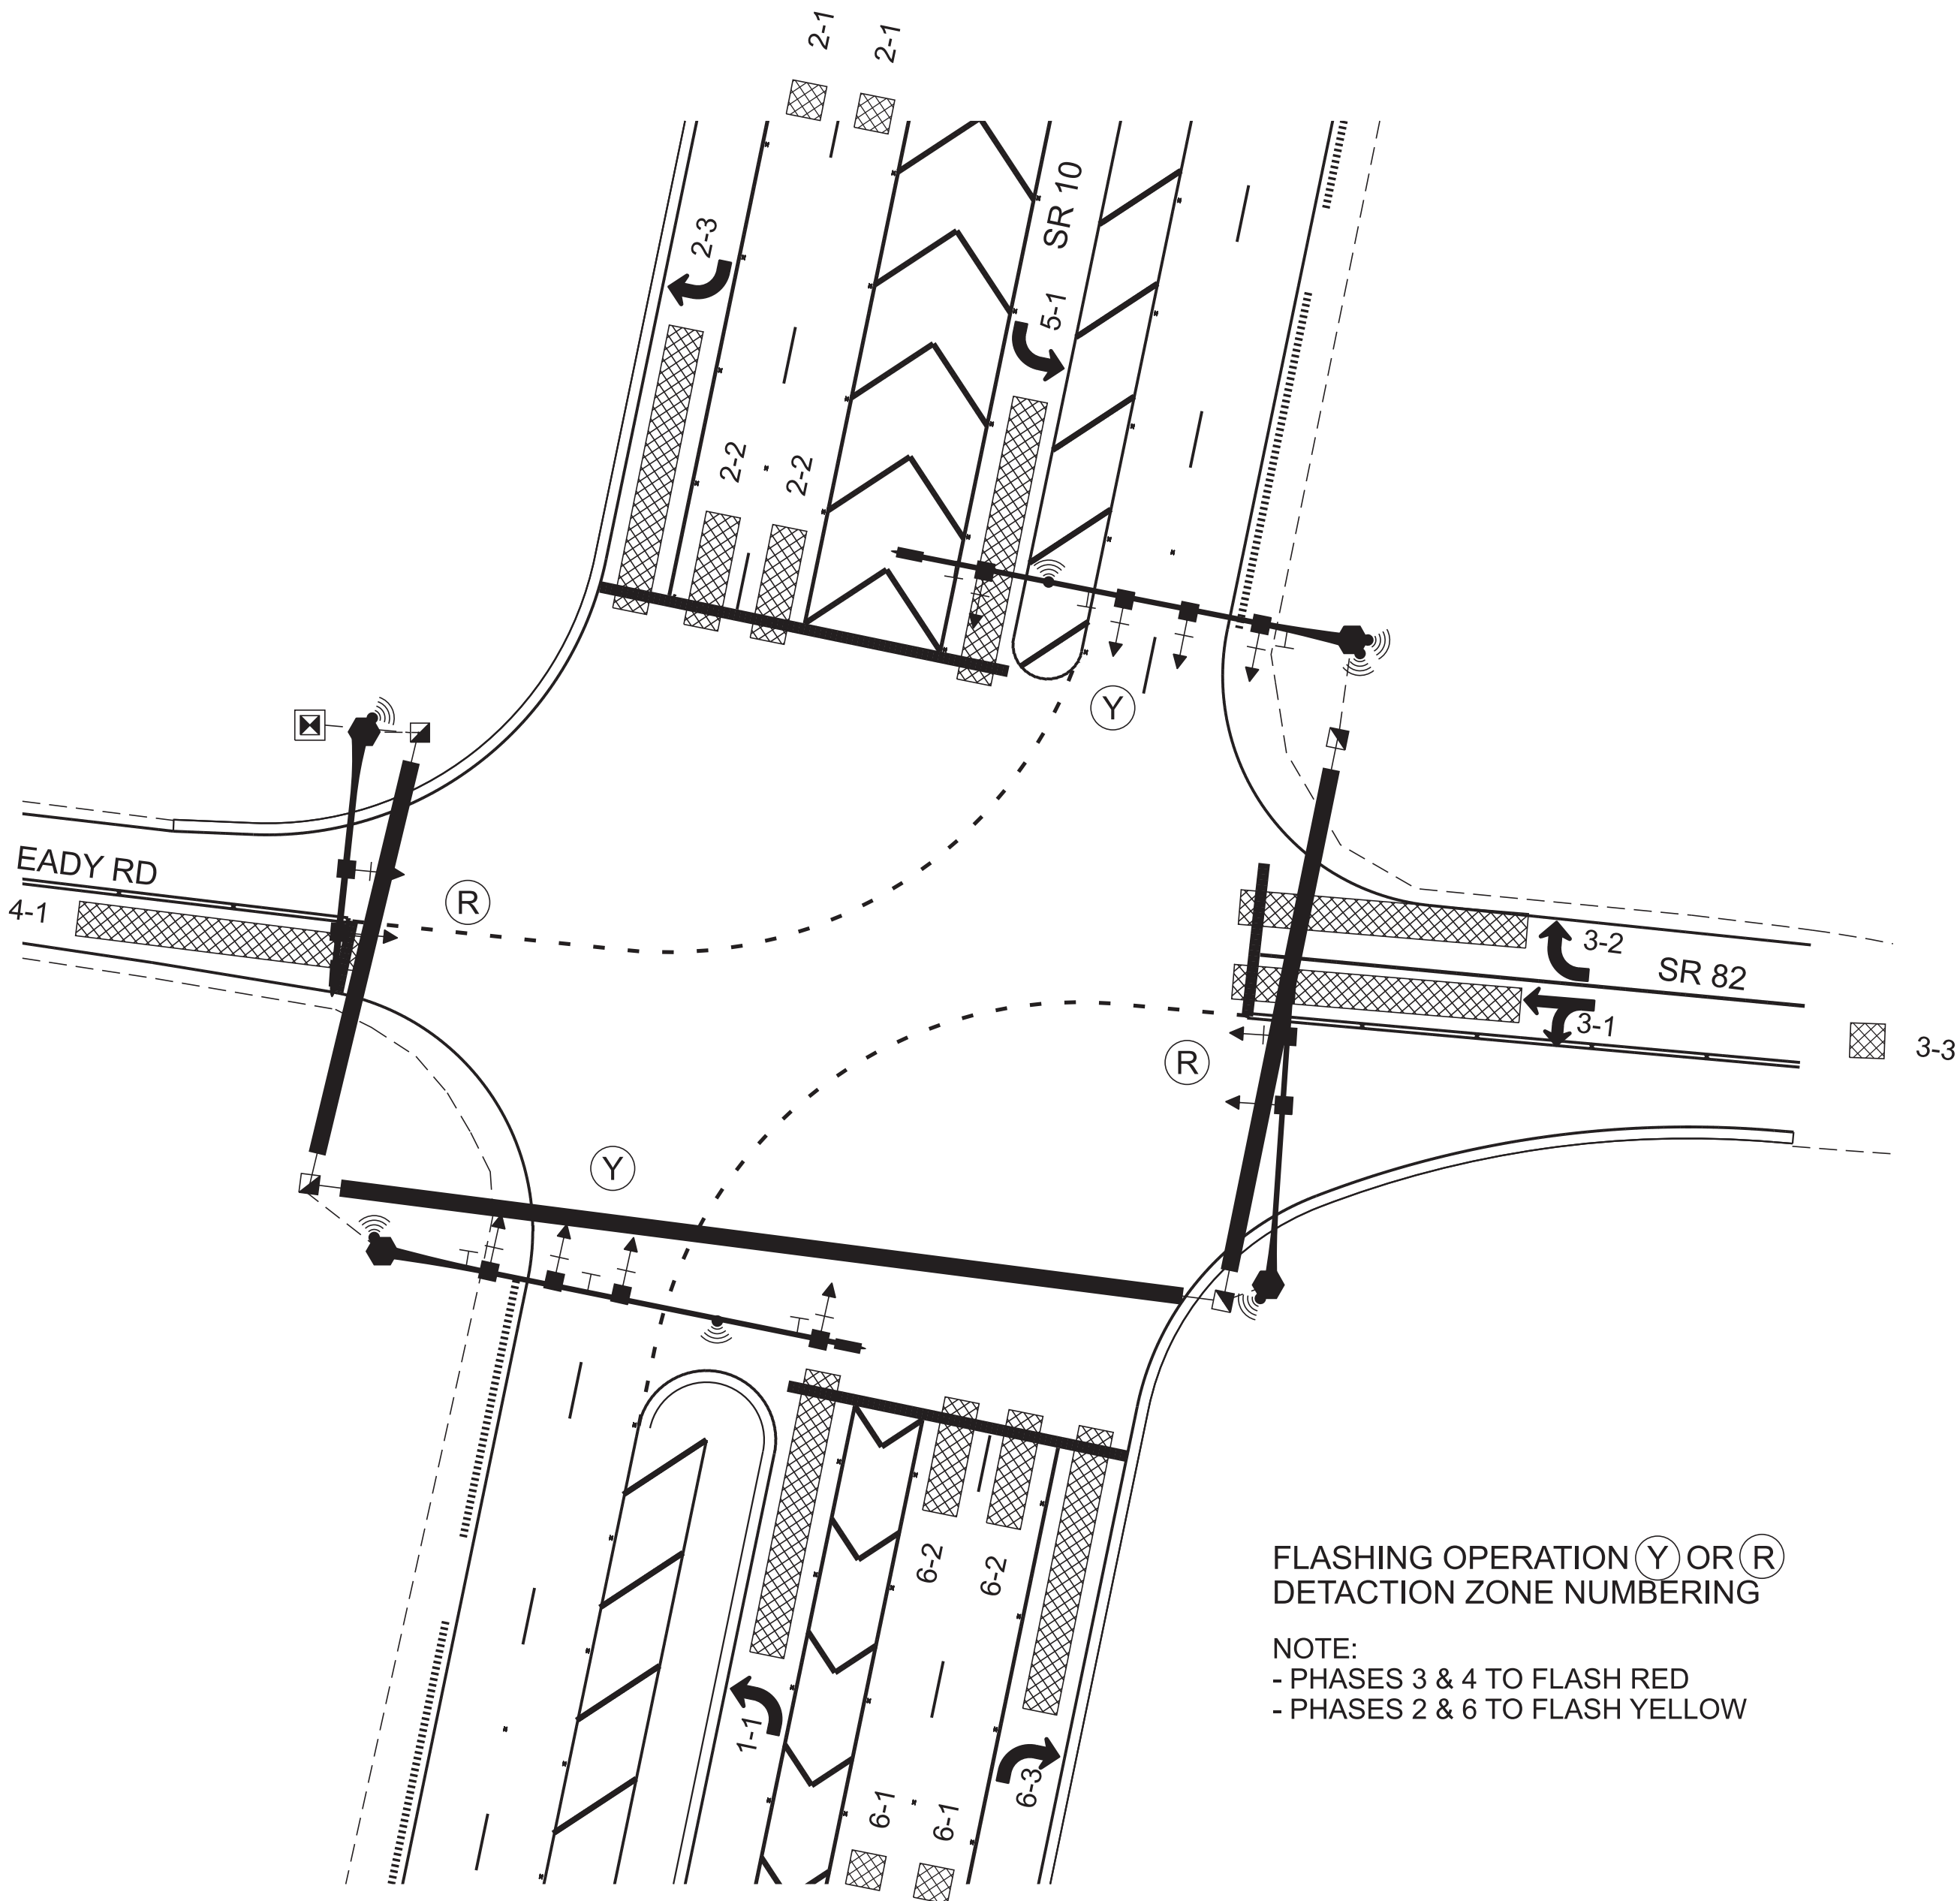 2-1
2-1
SR 10
2-3
5-1
2-2
2-2
Y
EADY RD
R
4-1
3-2
SR 82
3-1
3-3
R
Y
6-2
6-2
1-1
6-3
6-1
6-1
FLASHING OPERATION Y OR R
DETACTION ZONE NUMBERING
NOTE:
- PHASES 3 & 4 TO FLASH RED
- PHASES 2 & 6 TO FLASH YELLOW